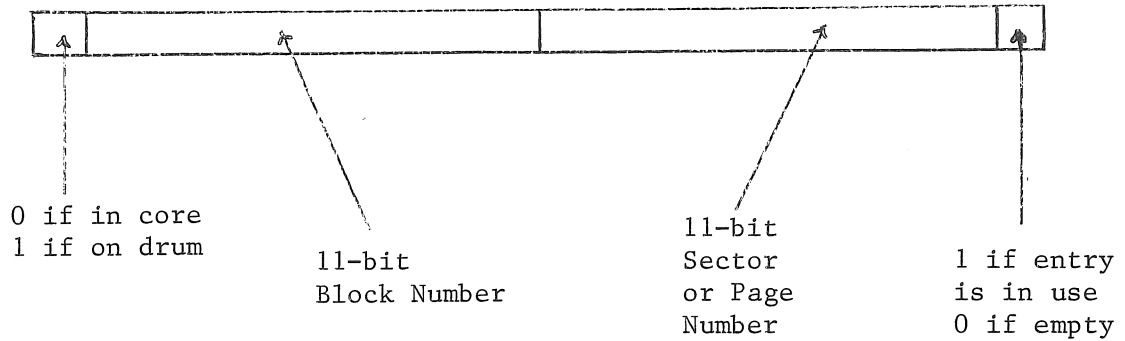 0 if in core
1 if on drum
11-bit
Block Number
11-bit
Sector
or Page
Number
1 if entry
is in use
0 if empty